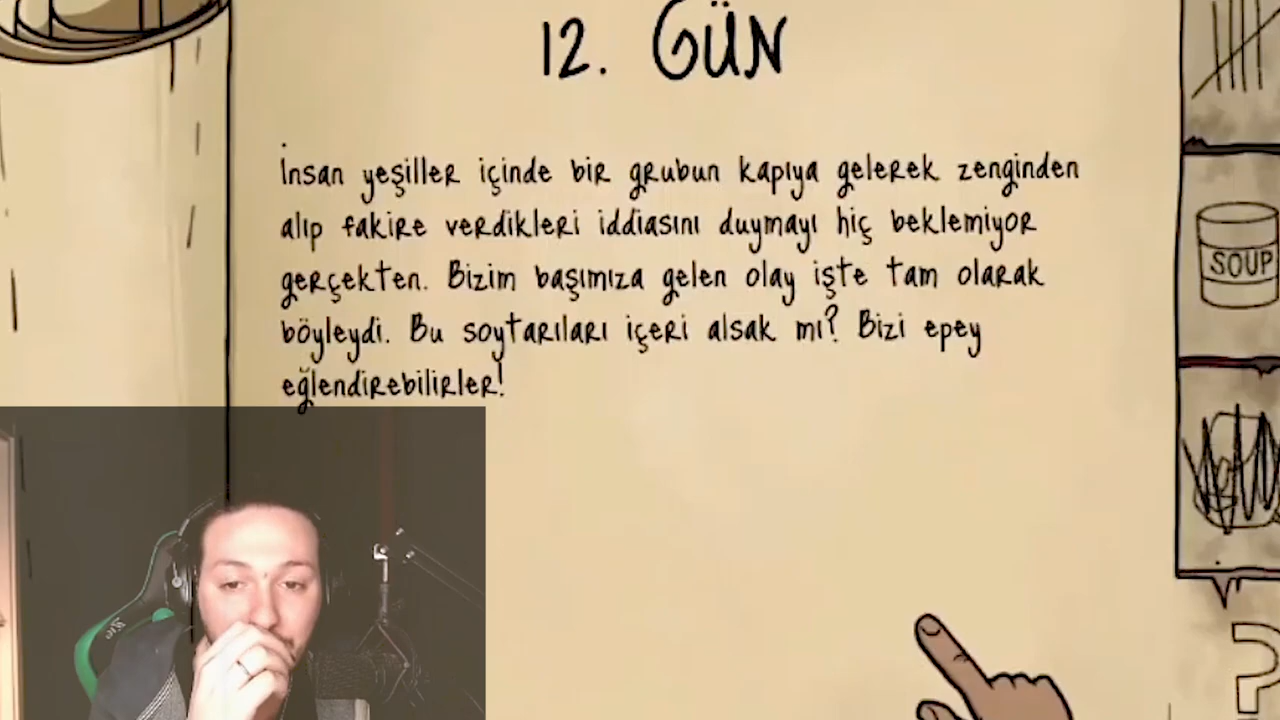 12. GÜN
İnsan yeşiller içinde bir grubun kapıya gelerek zenginden
alıp fakire verdikleri iddiasını duymayı hiç beklemiyor
gerçekten. Bizim başımıza gelen olay işte tam olarak
böyleydi. Bu soytarıları içeri alsak mı? Bizi epey
eğlendirebilirler!
SOUP
?